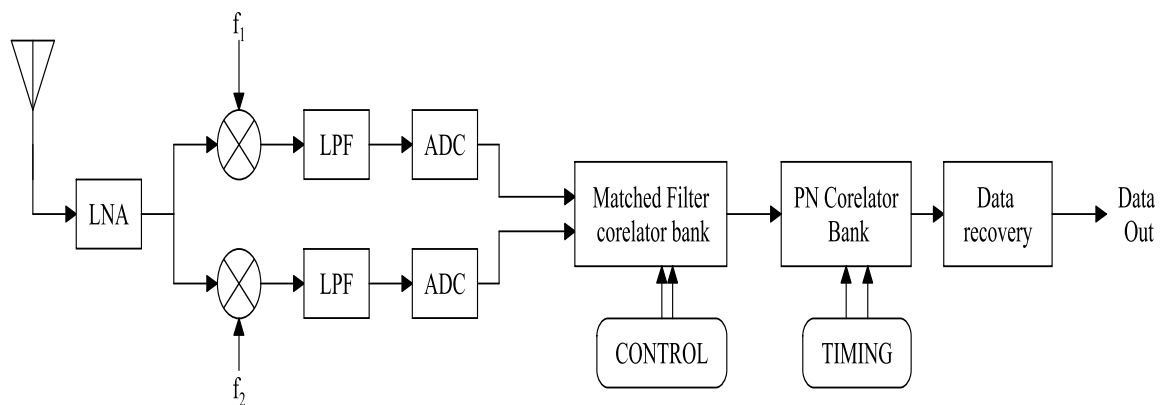 f1
LNA
LPF
ADC
LPF
ADC
f2
Matched Filter
corelator bank
CONTROL
PN Corelator
Bank
TIMING
Data
recovery
Data
Out